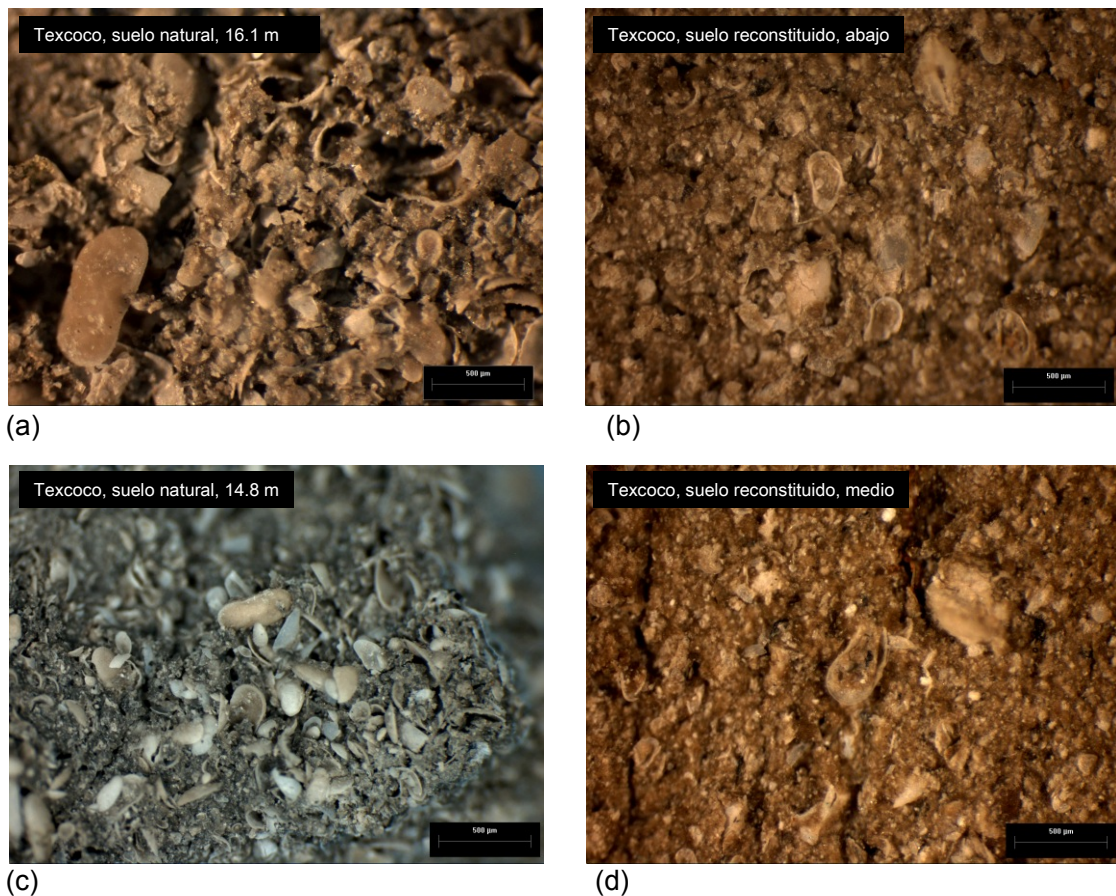 Texcoco, suelo natural, 16.1 m
500 µm
(a)
Texcoco, suelo reconstituido, abajo
500 µm
(b)
Texcoco, suelo natural, 14.8 m
500 µm
(c)
Texcoco, suelo reconstituido, medio
500 µm
(d)